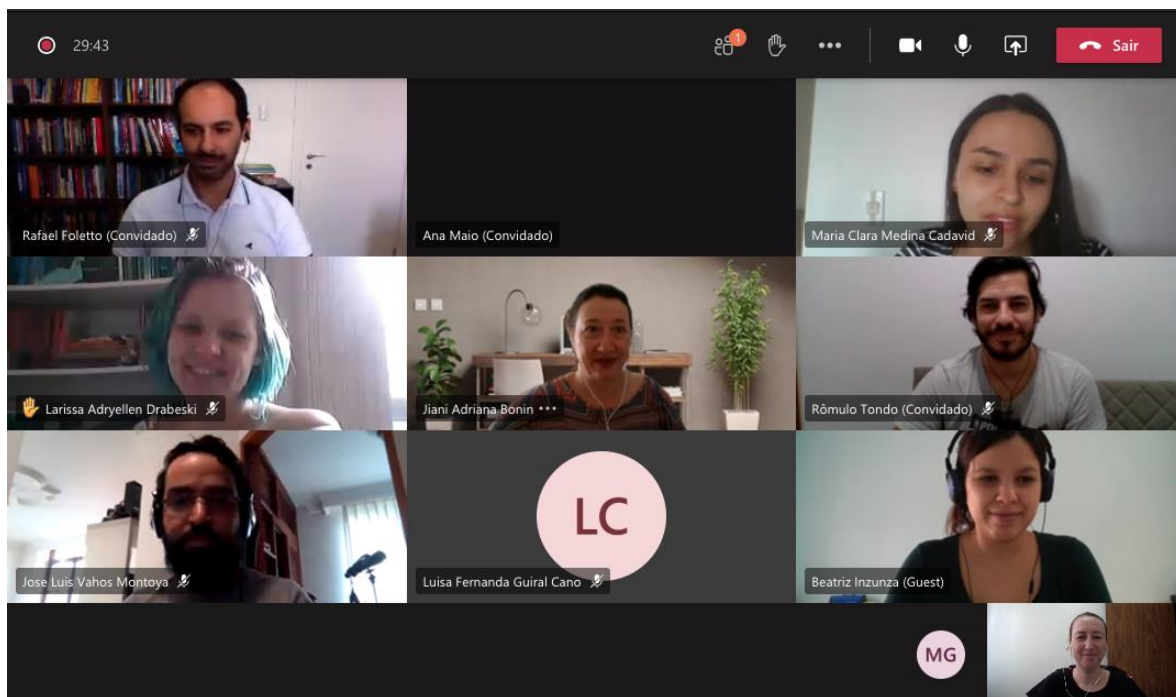 29:43
1
Sair
Rafael Foletto (Convidado)
Ana Maio (Convidado)
Maria Clara Medina Cadavid
Larissa Adryellen Drabeski
Jiani Adriana Bonin
Rômulo Tondo (Convidado)
Jose Luis Vahos Montoya
LC
Luisa Fernanda Guiral Cano
Beatriz Inzunza (Guest)
MG